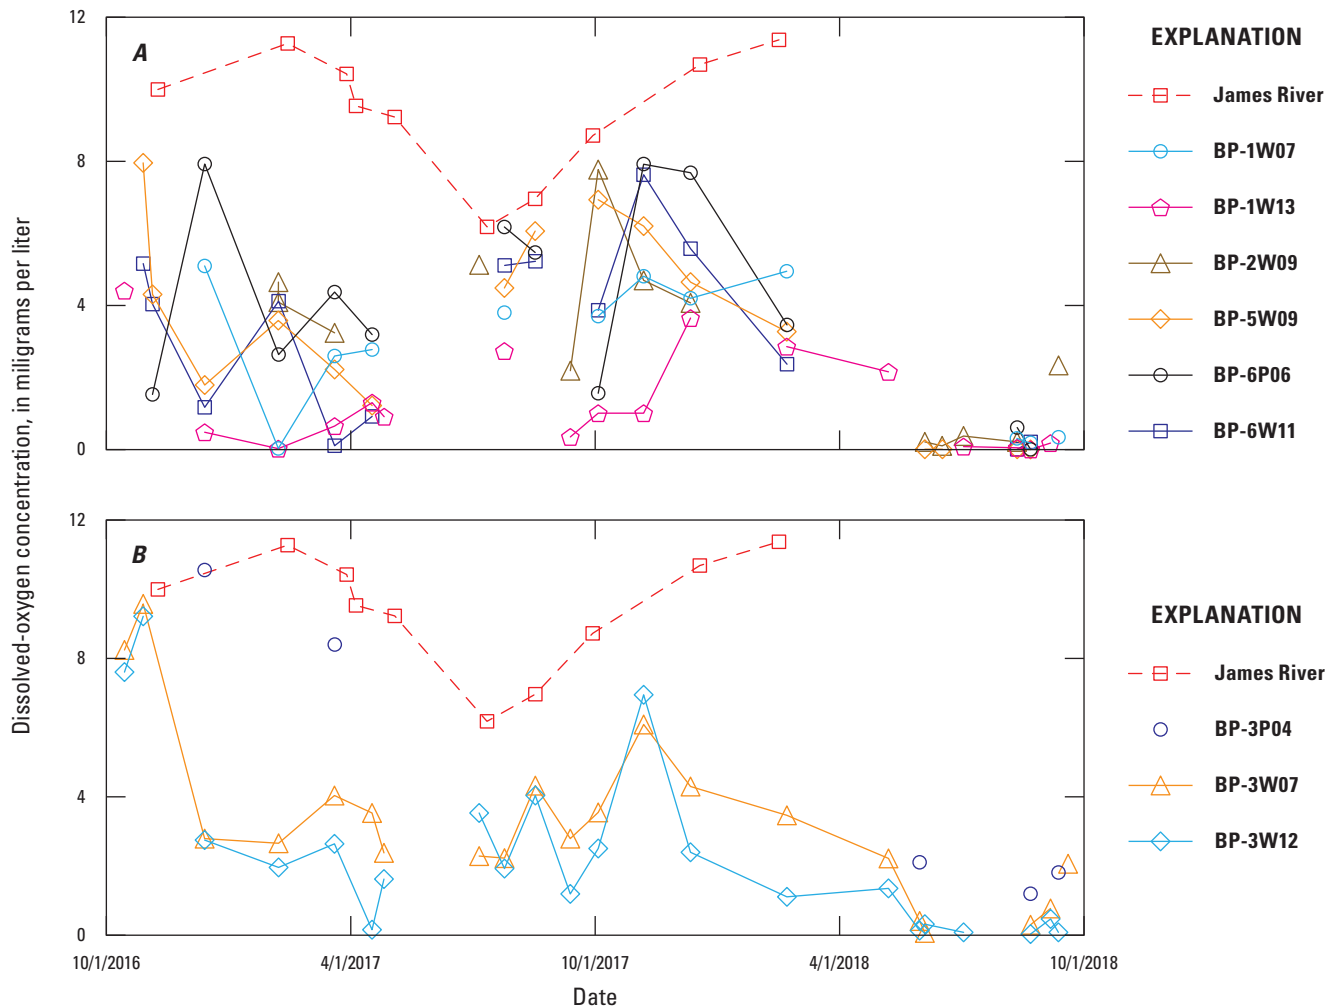 12
A
8
4
0
EXPLANATION
James River
BP-1W07
BP-1W13
BP-2W09
BP-5W09
BP-6P06
BP-6W11
Dissolved-oxygen concentration, in miligrams per liter
12
B
8
4
0
EXPLANATION
James River
BP-3P04
BP-3W07
BP-3W12
10/1/2016 4/1/2017 10/1/2017 4/1/2018 10/1/2018
Date